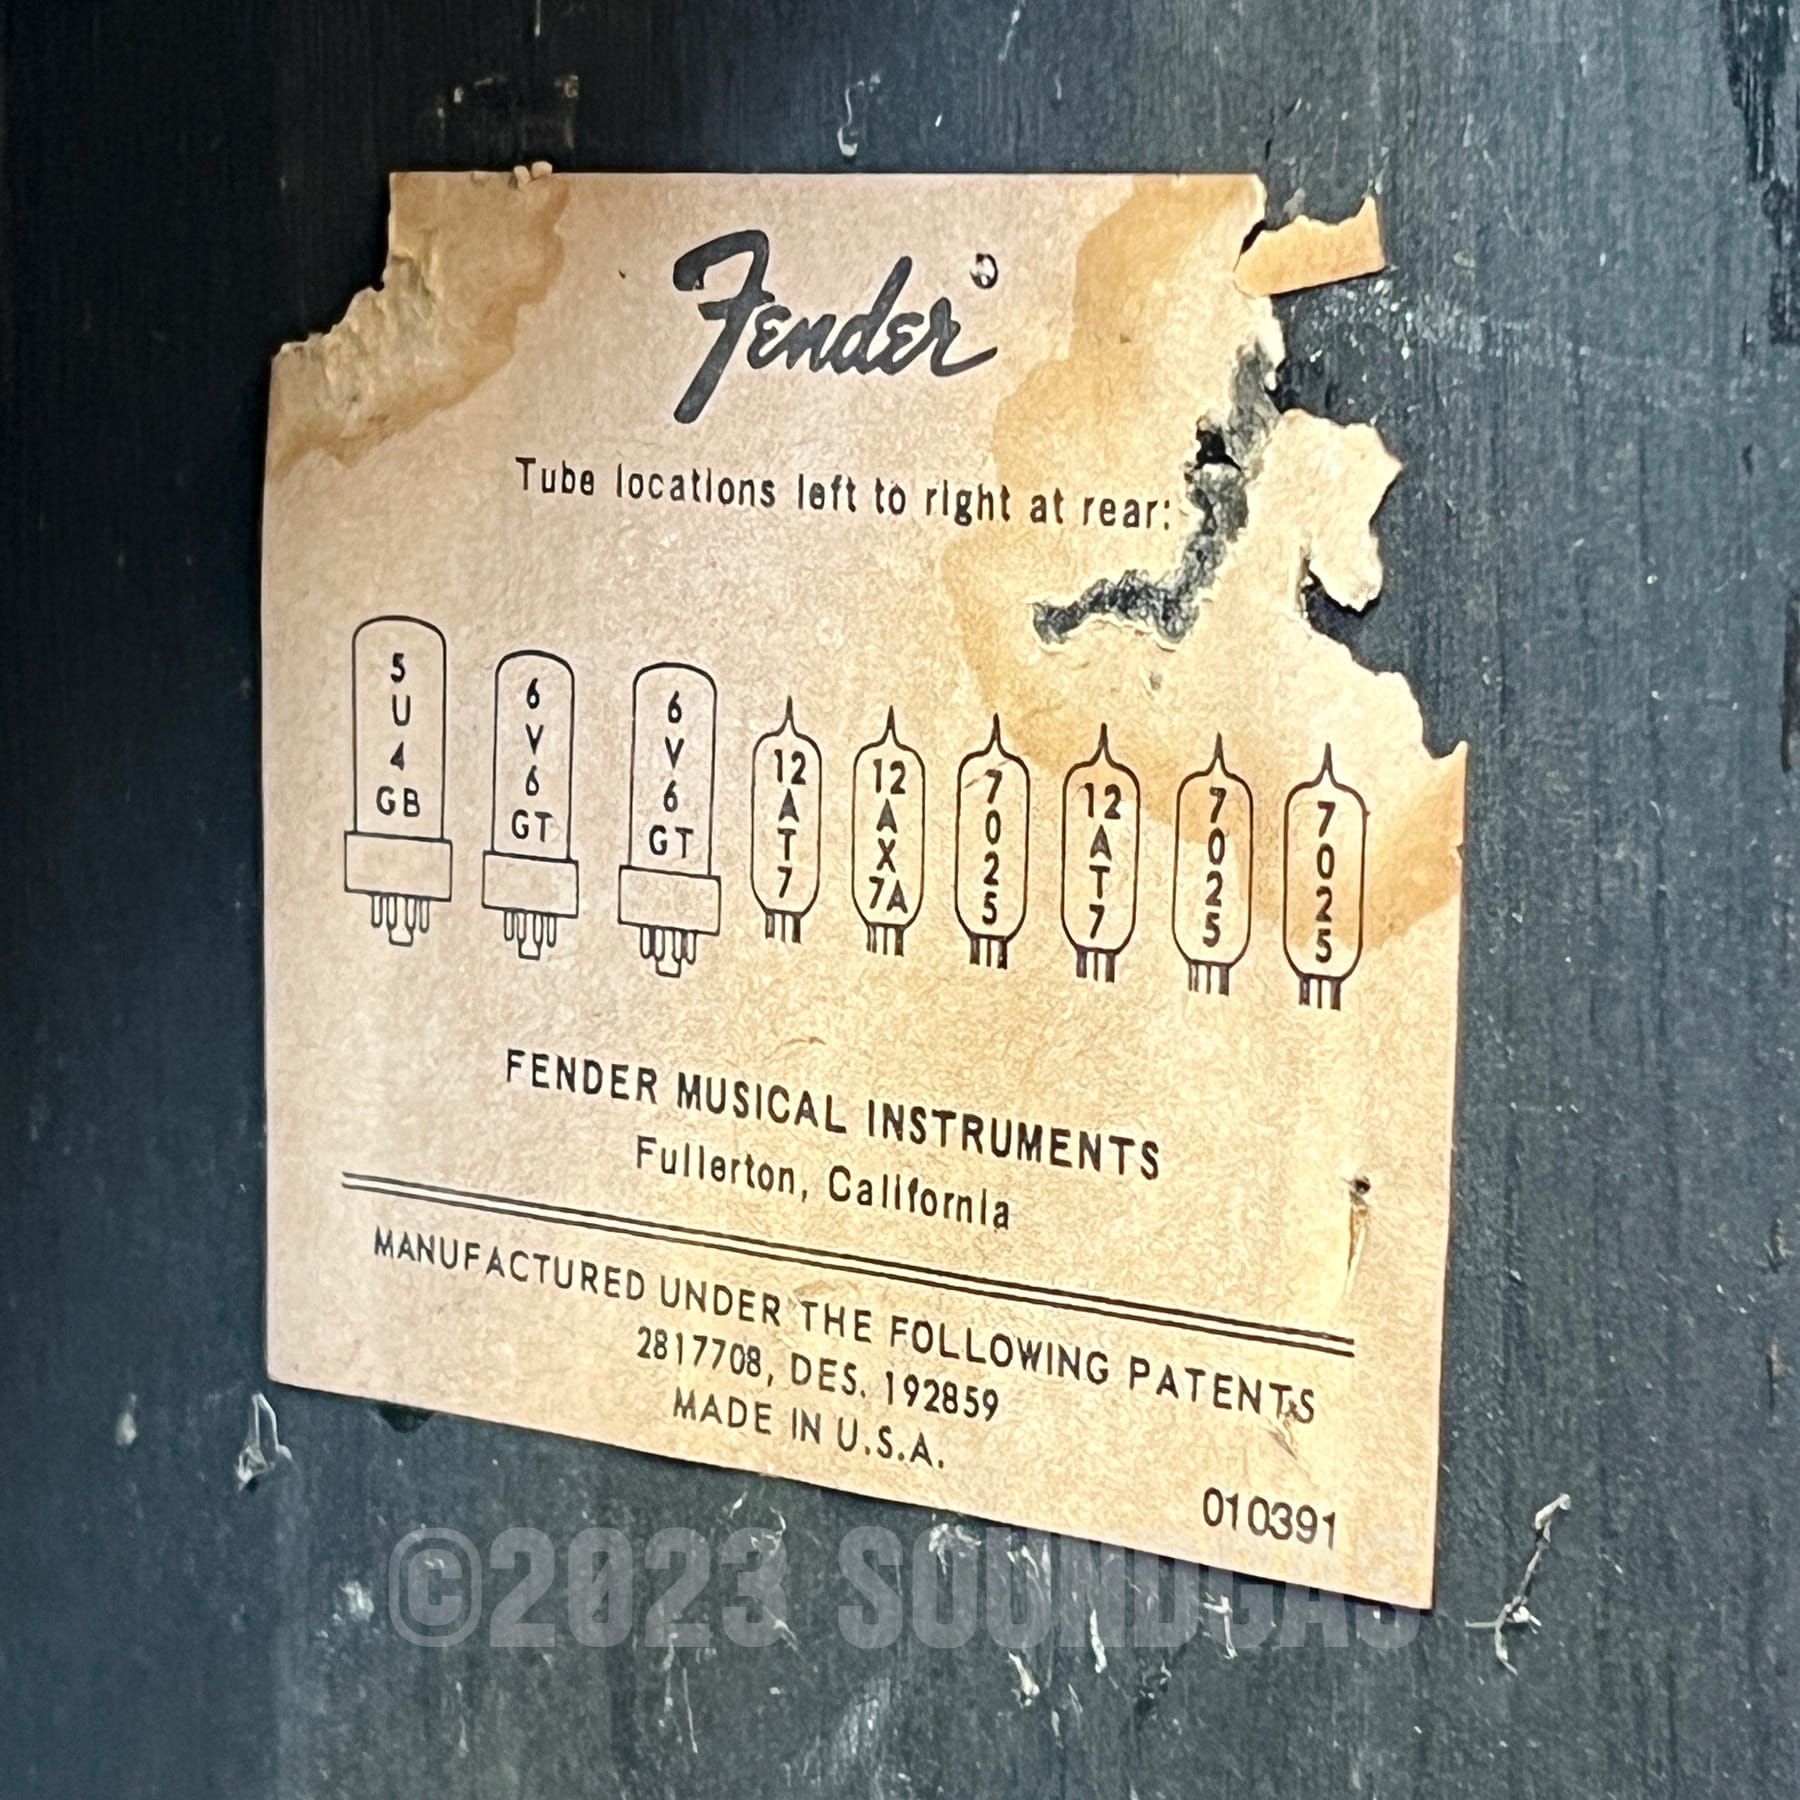 Fender®
Tube locations left to right at rear:
5U4GB 6V6GT 6V6GT 12AT7 12AX7A 7025 12AT7 7025 7025
FENDER MUSICAL INSTRUMENTS
Fullerton, California
MANUFACTURED UNDER THE FOLLOWING PATENTS
2817708, DES. 192859
MADE IN U.S.A.
010391
©2023 SOUNDGAS